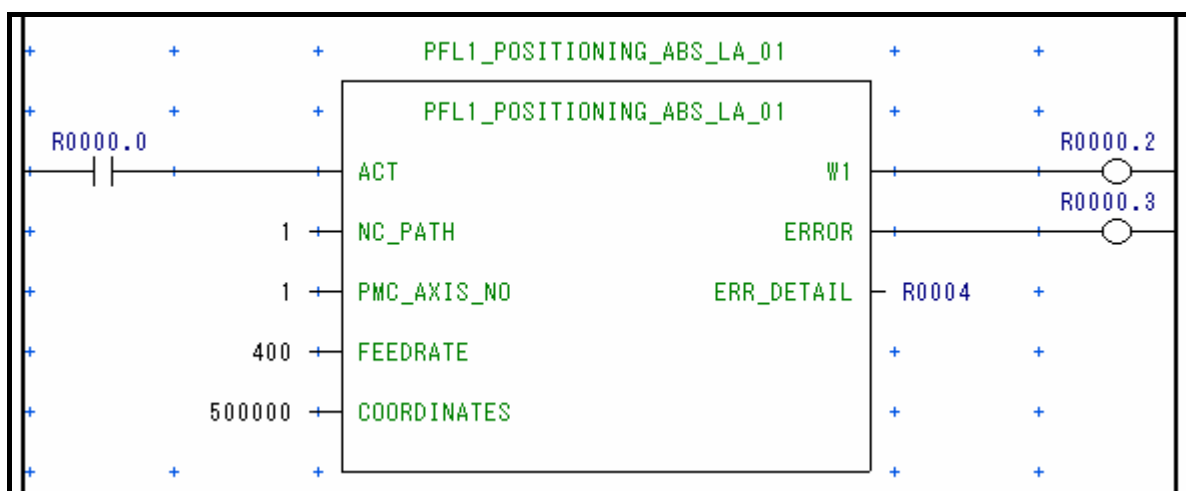 PFL1_POSITIONING_ABS_LA_01
PFL1_POSITIONING_ABS_LA_01
R0000.0 R0000.2
ACT W1
R0000.3
1 NC_PATH ERROR
1 PMC_AXIS_NO ERR_DETAIL R0004
400 FEEDRATE
500000 COORDINATES